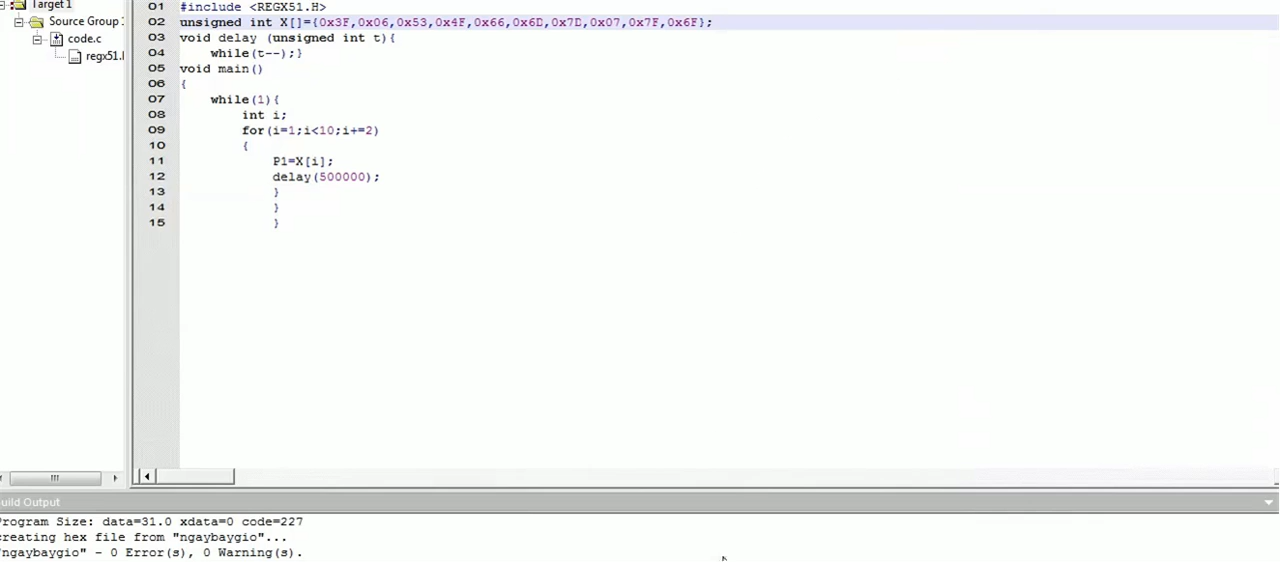 Target 1
Source Group 1
code.c
regx51.
01 #include <REGX51.H>
02 unsigned int X[]={0x3F,0x06,0x53,0x4F,0x66,0x6D,0x7D,0x07,0x7F,0x6F};
03 void delay (unsigned int t){
04 while(t--);}
05 void main()
06 {
07 while(1){
08 int i;
09 for(i=1;i<10;i+=2)
10 {
11 P1=X[i];
12 delay(500000);
13 }
14 }
15 }
uild Output
Program Size: data=31.0 xdata=0 code=227
creating hex file from "ngaybaygio"...
"ngaybaygio" - 0 Error(s), 0 Warning(s).